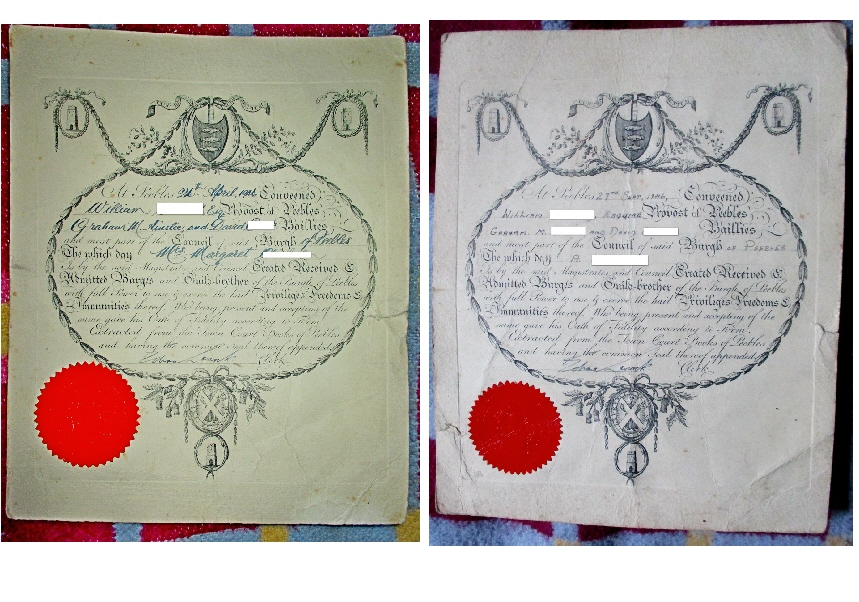 At Peebles April Convened
William Esq Provost of Peebles
Graham M. and David Baillies
and most part of the Council of said Burgh of Peebles
The which day Mrs Margaret
To by the said Magistrates and Council Created Received &
Admitted Burgess and Guild-brother of the Burgh of Peebles
with full Power to use & exerce the haill Privileges Freedoms &
Immunities thereof Who being present and accepting of the
same gave his Oath of Fidelity according to Form.
Extracted from the Town Court Books of Peebles
and having the common Seal thereof appended
Clerk
At Peebles 27th Convened
William Esquire Provost of Peebles
Graham. M. and David Baillies
and most part of the Council of said Burgh of Peebles
The which day A
Is by the said Magistrates and Council Created Received &
Admitted Burgess and Guild-brother of the Burgh of Peebles
with full Power to use & exerce the haill Privileges Freedoms &
Immunities thereof Who being present and accepting of the
same gave his Oath of Fidelity according to Form.
Extracted from the Town Court Books of Peebles
and having the common Seal thereof appended
Clerk